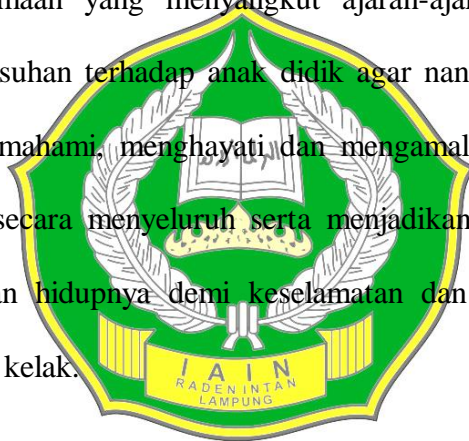 maan yang menyangkut ajaran-aja
suhan terhadap anak didik agar nan
mahami, menghayati dan mengamal
secara menyeluruh serta menjadikan
n hidupnya demi keselamatan dan
kelak.
IAIN
RADEN INTAN
LAMPUNG